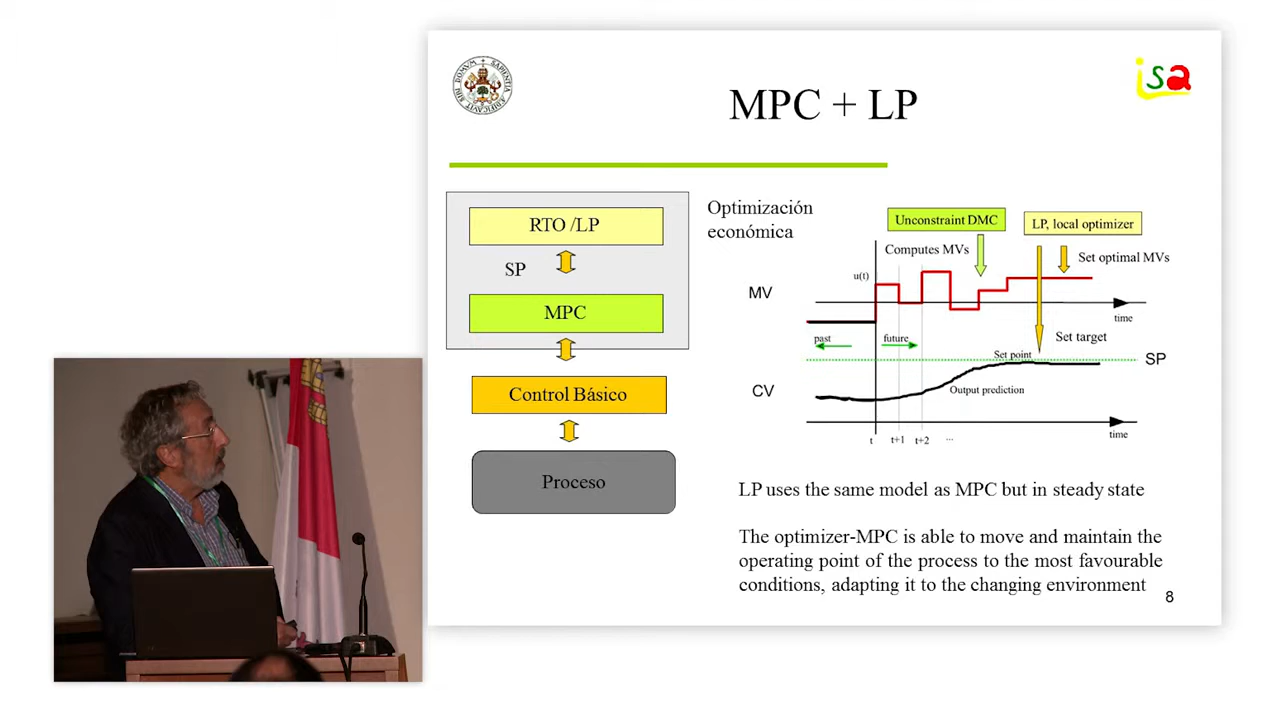 isa
MPC + LP
RTO /LP
SP
MPC
Control Básico
Proceso
Optimización
económica
Unconstraint DMC
LP, local optimizer
Computes MVs
Set optimal MVs
u(t)
MV
time
past
future
Set target
Set point
SP
CV
Output prediction
time
t
t+1
t+2
...
LP uses the same model as MPC but in steady state
The optimizer-MPC is able to move and maintain the
operating point of the process to the most favourable
conditions, adapting it to the changing environment
8